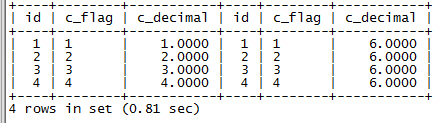 +----+--------+-----------+----+--------+-----------+
| id | c_flag | c_decimal | id | c_flag | c_decimal |
+----+--------+-----------+----+--------+-----------+
|  1 | 1      |    1.0000 |  1 | 1      |    6.0000 |
|  2 | 2      |    2.0000 |  2 | 2      |    6.0000 |
|  3 | 3      |    3.0000 |  3 | 3      |    6.0000 |
|  4 | 4      |    4.0000 |  4 | 4      |    6.0000 |
+----+--------+-----------+----+--------+-----------+
4 rows in set (0.81 sec)